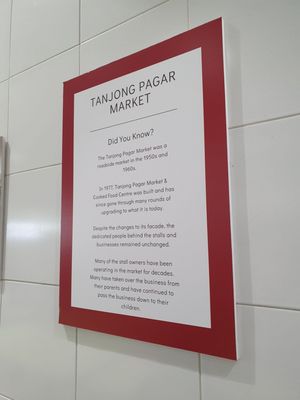 TANJONG PAGAR
MARKET
Did You Know?
The Tanjong Pagar Market was a
roadside market in the 1950s and
1960s.
In 1977, Tanjong Pagar Market &
Cooked Food Centre was built and has
since gone through many rounds of
upgrading to what it is today.
Despite the changes to its facade, the
dedicated people behind the stalls and
businesses remained unchanged.
Many of the stall owners have been
operating in the market for decades.
Many have taken over the business from
their parents and have continued to
pass the business down to their
children.